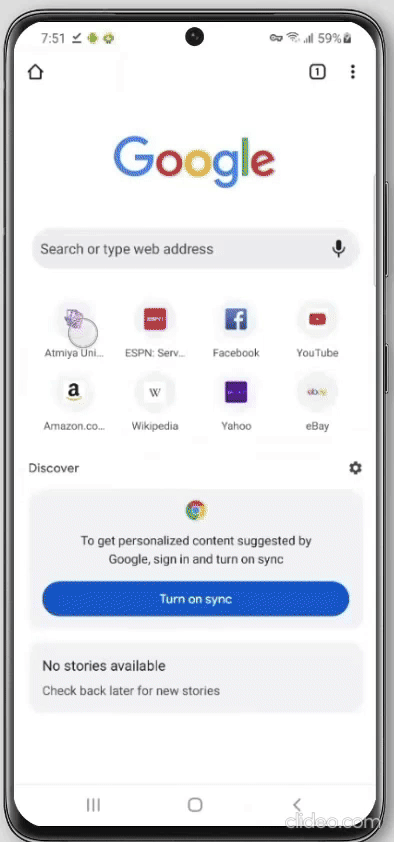 7:51 59%
1
Google
Search or type web address
Atmiya Uni... ESPN: Serv... Facebook YouTube
a W ebay
Amazon.co... Wikipedia Yahoo eBay
Discover
To get personalized content suggested by
Google, sign in and turn on sync
Turn on sync
No stories available
Check back later for new stories
clideo.com